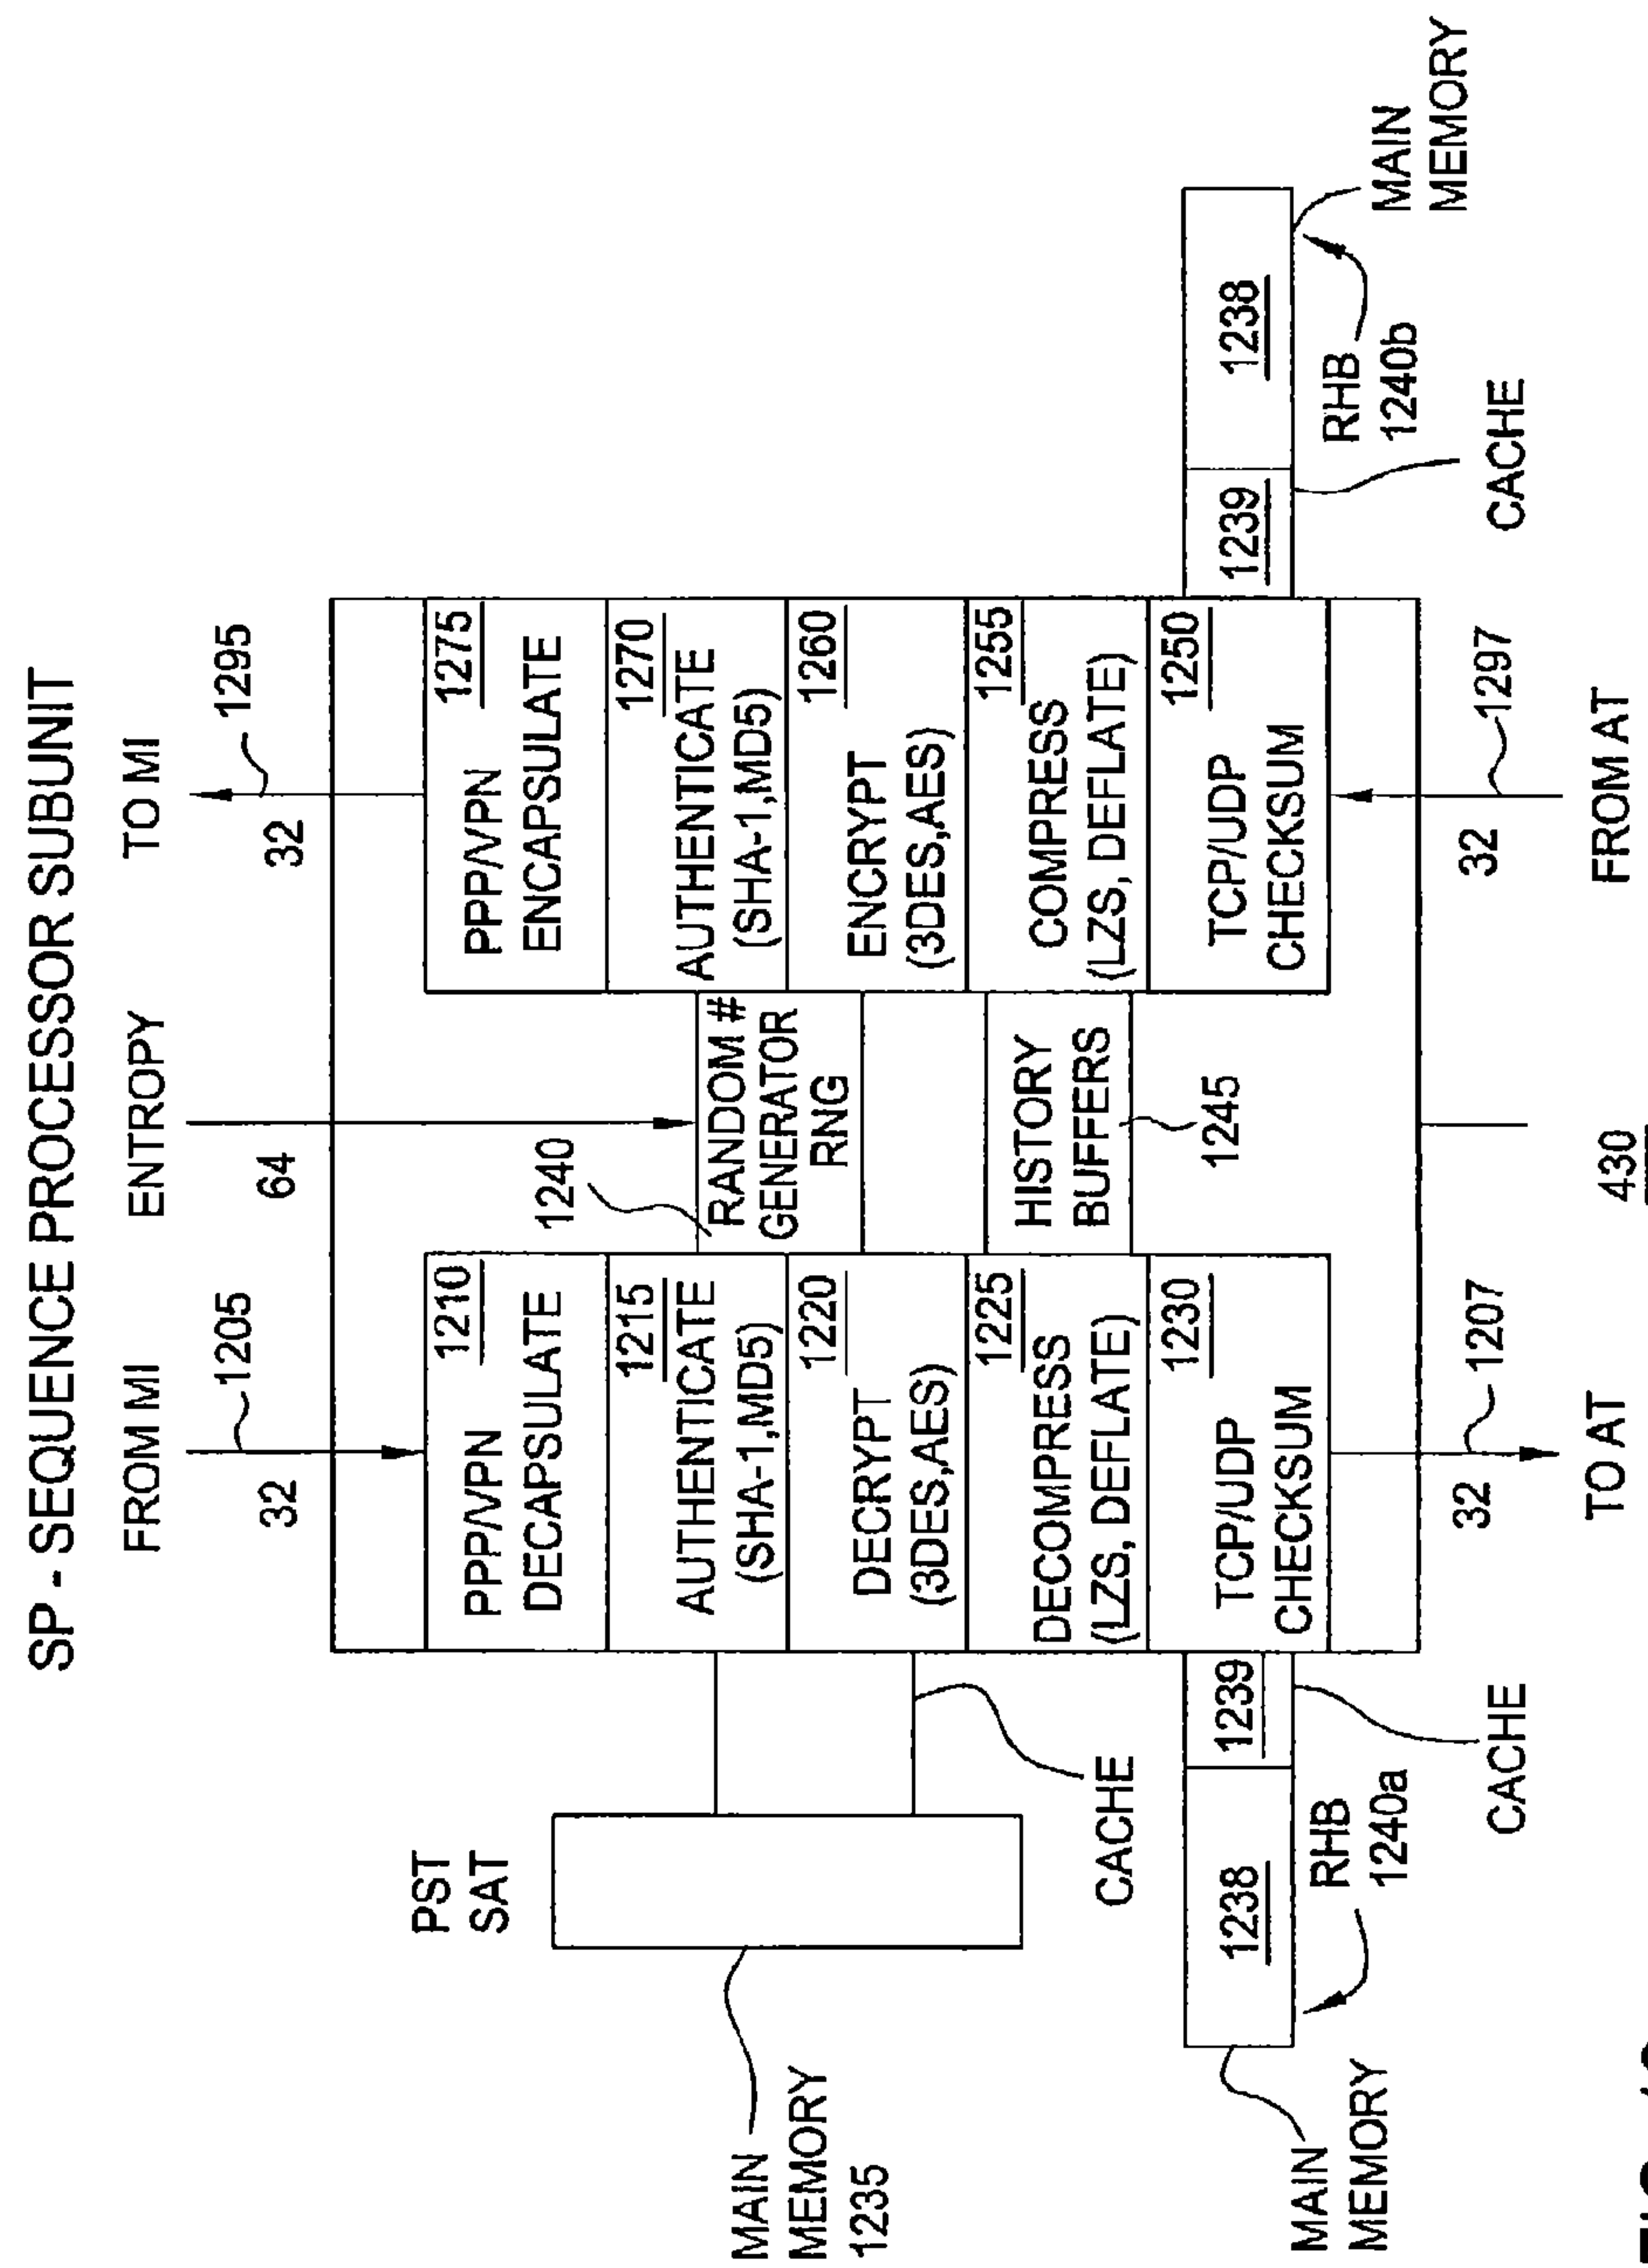 SP - SEQUENCE PROCESSOR SUBUNIT
FROM MI
ENTROPY
TO MI
32
1205
64
32
1295
PST
SAT
PPP/VPN
DECAPSULATE
1210
AUTHENTICATE
(SHA-1,MD5)
1215
DECRYPT
(3DES,AES)
1220
DECOMPRESS
(LZS, DEFLATE)
1225
TCP/UDP
CHECKSUM
1230
1240
RANDOM #
GENERATOR
RNG
HISTORY
BUFFERS
1245
PPP/VPN
ENCAPSULATE
1275
AUTHENTICATE
(SHA-1,MD5)
1270
ENCRYPT
(3DES,AES)
1260
COMPRESS
(LZS, DEFLATE)
1255
TCP/UDP
CHECKSUM
1250
MAIN
MEMORY
1235
CACHE
1238
1239
1239
1238
MAIN
MEMORY
RHB
1240a
CACHE
RHB
1240b
MAIN
MEMORY
CACHE
32
1207
32
1297
TO AT
430
FROM AT